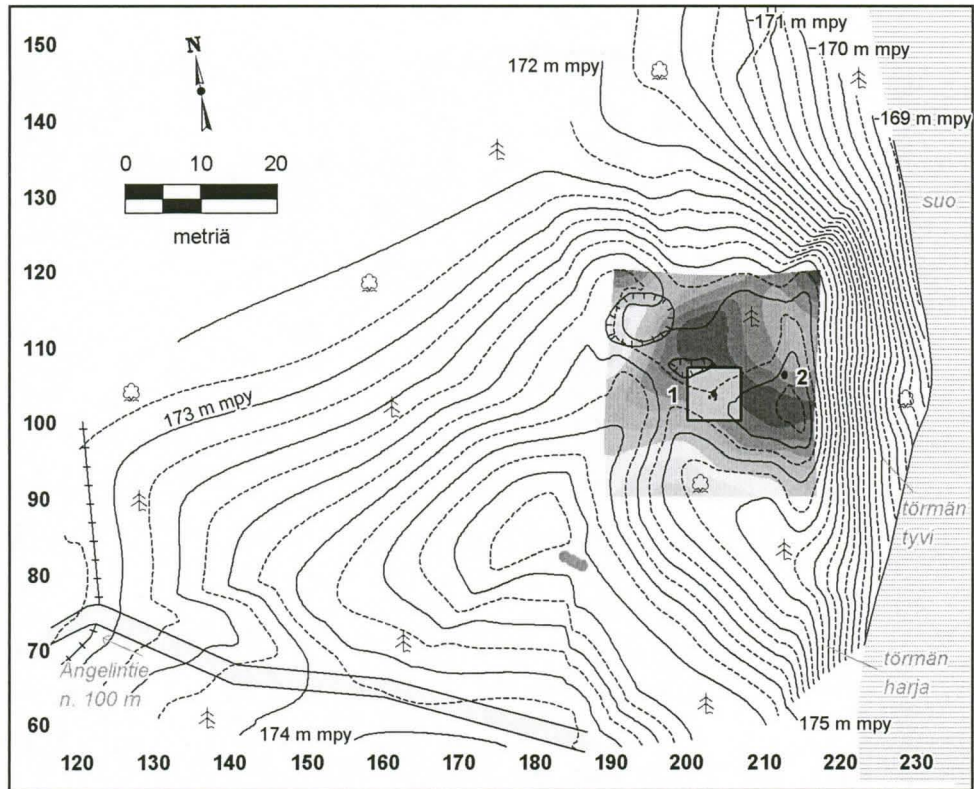 150
140
130
120
110
100
90
80
70
60
N
0 10 20
metriä
171 m mpy
170 m mpy
172 m mpy
169 m mpy
suo
173 m mpy
1
2
törmän
tyvi
törmän
harja
Angelintie
n. 100 m
174 m mpy
175 m mpy
120 130 140 150 160 170 180 190 200 210 220 230